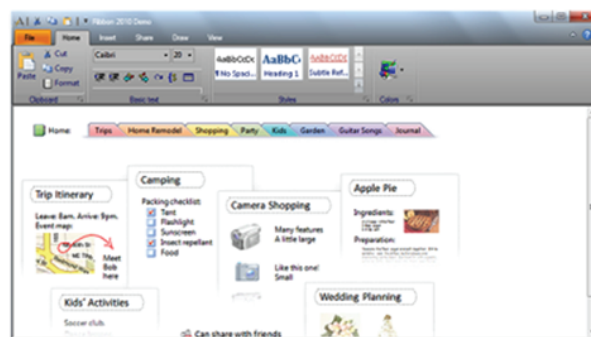 Ribbon 2010 Demo
File Home Insert Share Draw View
Cut
Copy
Format
Paste
Calibri 20
AaBbCcDc AaBbC AaBbCcDc
No Spaci... Heading 1 Subtle Ref...
Clipboard Basic text Styles Colors
Home: Trips Home Remodel Shopping Party Kids Garden Guitar Songs Journal
Trip Itinerary
Leave: 8am. Arrive: 9pm.
Event map:
Meet
Bob
here
Camping
Packing checklist:
Tent
Flashlight
Sunscreen
Insect repellant
Food
Camera Shopping
Many features
A little large
Like this one!
Small
Apple Pie
Ingredients:
Preparation:
Kids' Activities
Soccer club
Can share with friends
Wedding Planning